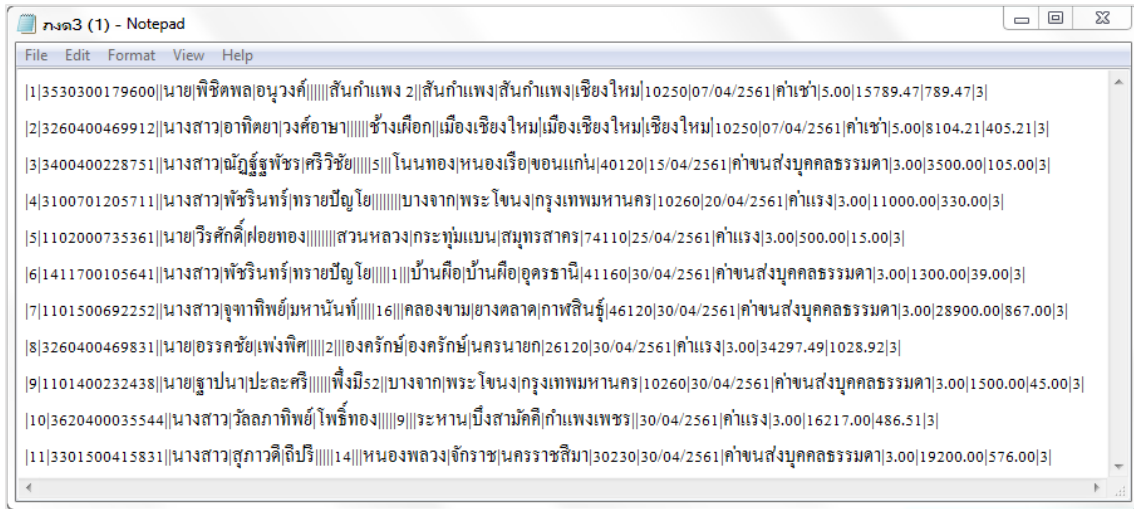 ภงด3 (1) - Notepad
File Edit Format View Help
|1|3530300179600||นาย|พิชิตพล|อนุวงค์||||||สันกำแพง 2||สันกำแพง|สันกำแพง|เชียงใหม่|10250|07/04/2561|ค่าเช่า|5.00|15789.47|789.47|3|
|2|3260400469912||นางสาว|อาทิตยา|วงศ์อาษา||||||ช้างเผือก||เมืองเชียงใหม่|เมืองเชียงใหม่|เชียงใหม่|10250|07/04/2561|ค่าเช่า|5.00|8104.21|405.21|3|
|3|3400400228751||นางสาว|ณัฏฐ์ฐพัชร|ศรีวิชัย|||||5|||โนนทอง|หนองเรือ|ขอนแก่น|40120|15/04/2561|ค่าขนส่งบุคคลธรรมดา|3.00|3500.00|105.00|3|
|4|3100701205711||นางสาว|พัชรินทร์|ทรายปัญโย||||||||บางจาก|พระโขนง|กรุงเทพมหานคร|10260|20/04/2561|ค่าแรง|3.00|11000.00|330.00|3|
|5|1102000735361||นาย|วีรศักดิ์|ฝอยทอง||||||||สวนหลวง|กระทุ่มแบน|สมุทรสาคร|74110|25/04/2561|ค่าแรง|3.00|500.00|15.00|3|
|6|1411700105641||นางสาว|พัชรินทร์|ทรายปัญโย|||||1|||บ้านผือ|บ้านผือ|อุดรธานี|41160|30/04/2561|ค่าขนส่งบุคคลธรรมดา|3.00|1300.00|39.00|3|
|7|1101500692252||นางสาว|จุฑาทิพย์|มหานันท์|||||16|||คลองขาม|ยางตลาด|กาฬสินธุ์|46120|30/04/2561|ค่าขนส่งบุคคลธรรมดา|3.00|28900.00|867.00|3|
|8|3260400469831||นาย|อรรคชัย|เพ่งพิศ|||||2|||องครักษ์|องครักษ์|นครนายก|26120|30/04/2561|ค่าแรง|3.00|34297.49|1028.92|3|
|9|1101400232438||นาย|ฐาปนา|ปะละศรี||||||พึ้งมี52||บางจาก|พระโขนง|กรุงเทพมหานคร|10260|30/04/2561|ค่าขนส่งบุคคลธรรมดา|3.00|1500.00|45.00|3|
|10|3620400035544||นางสาว|วัลลภาทิพย์|โพธิ์ทอง|||||9|||ระหาน|บึงสามัคคี|กำแพงเพชร||30/04/2561|ค่าแรง|3.00|16217.00|486.51|3|
|11|3301500415831||นางสาว|สุภาวดี|ถิปรี|||||14|||หนองพลวง|จักราช|นครราชสีมา|30230|30/04/2561|ค่าขนส่งบุคคลธรรมดา|3.00|19200.00|576.00|3|